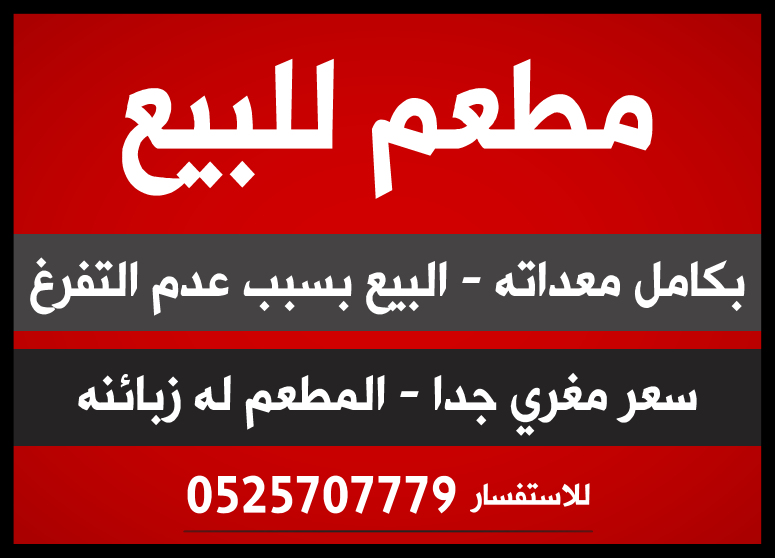 مطعم للبيع
بكامل معداته - البيع بسبب عدم التفرغ
سعر مغري جدا - المطعم له زبائنه
للاستفسار 0525707779